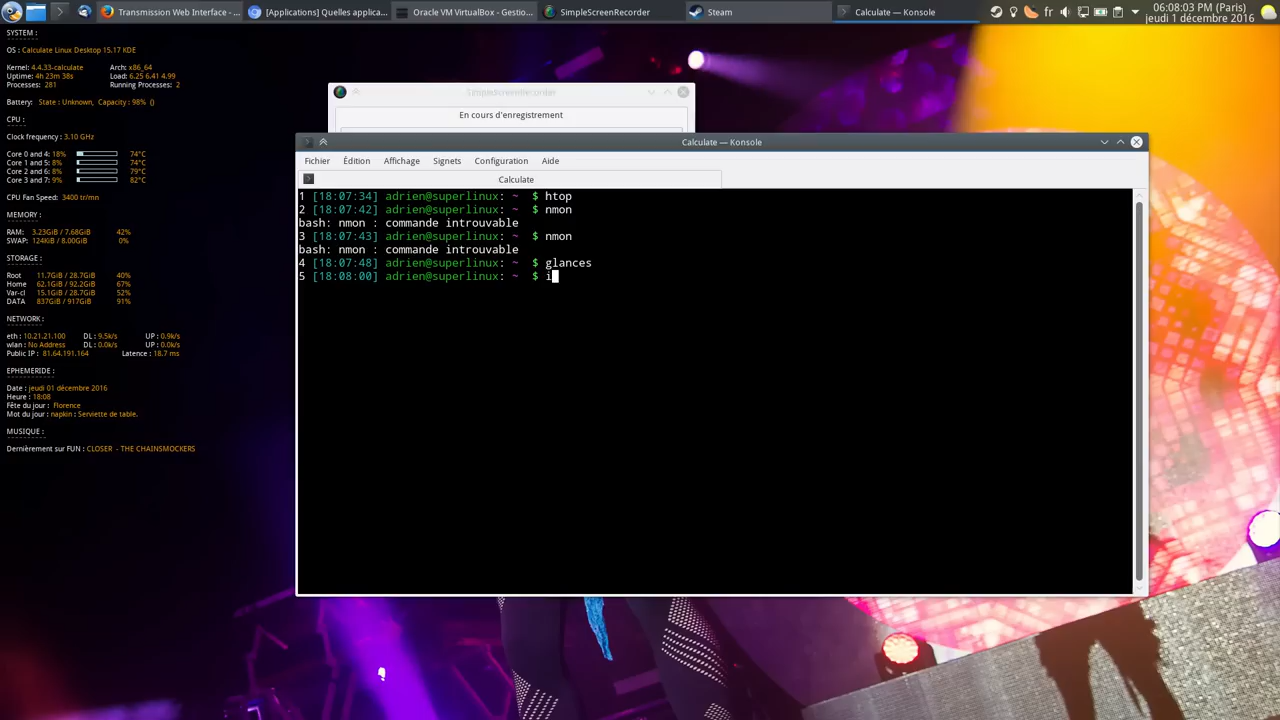 Transmission Web Interface - ...
[Applications] Quelles applica...
Oracle VM VirtualBox - Gestio...
SimpleScreenRecorder
Steam
Calculate — Konsole
fr
06:08:03 PM (Paris)
jeudi 1 décembre 2016
SYSTEM :
OS : Calculate Linux Desktop 15.17 KDE
Kernel: 4.4.33-calculate Arch: x86_64
Uptime: 4h 23m 38s Load: 6.25 6.41 4.99
Processes: 281 Running Processes: 2
Battery: State : Unknown, Capacity : 98% ()
CPU :
Clock frequency : 3.10 GHz
Core 0 and 4: 18% 74°C
Core 1 and 5: 8% 74°C
Core 2 and 6: 8% 79°C
Core 3 and 7: 9% 82°C
CPU Fan Speed: 3400 tr/mn
MEMORY :
RAM: 3.23GiB / 7.68GiB 42%
SWAP: 124KiB / 8.00GiB 0%
STORAGE :
Root 11.7GiB / 28.7GiB 40%
Home 62.1GiB / 92.2GiB 67%
Var-cl 15.1GiB / 28.7GiB 52%
DATA 837GiB / 917GiB 91%
NETWORK :
eth : 10.21.21.100 DL : 9.5k/s UP : 0.9k/s
wlan : No Address DL : 0.0k/s UP : 0.0k/s
Public IP : 81.64.191.164 Latence : 18.7 ms
EPHEMERIDE :
Date : jeudi 01 décembre 2016
Heure : 18:08
Fête du jour : Florence
Mot du jour : napkin : Serviette de table.
MUSIQUE :
Dernièrement sur FUN : CLOSER - THE CHAINSMOCKERS
SimpleScreenRecorder
En cours d'enregistrement
Calculate — Konsole
Fichier Édition Affichage Signets Configuration Aide
Calculate
1 [18:07:34] adrien@superlinux: ~ $ htop
2 [18:07:42] adrien@superlinux: ~ $ nmon
bash: nmon : commande introuvable
3 [18:07:43] adrien@superlinux: ~ $ nmon
bash: nmon : commande introuvable
4 [18:07:48] adrien@superlinux: ~ $ glances
5 [18:08:00] adrien@superlinux: ~ $ i